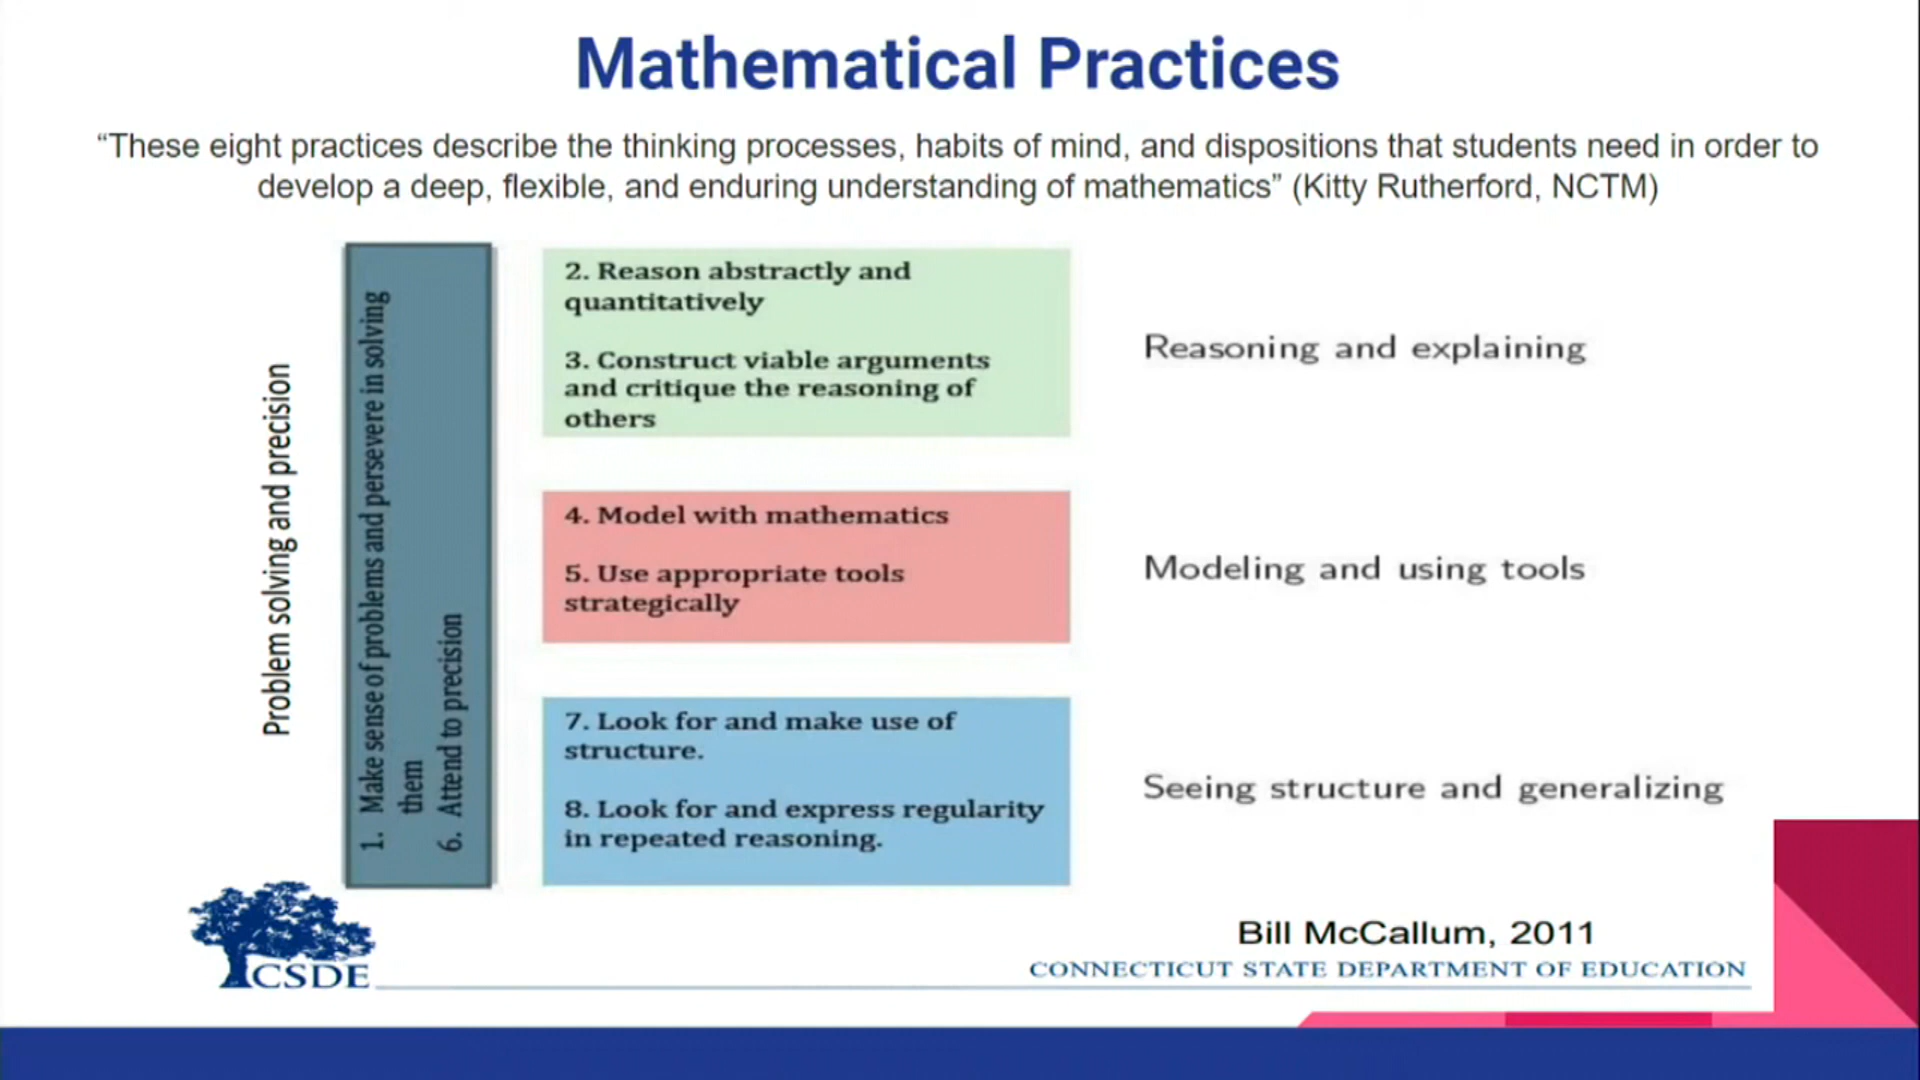 Mathematical Practices
“These eight practices describe the thinking processes, habits of mind, and dispositions that students need in order to
develop a deep, flexible, and enduring understanding of mathematics” (Kitty Rutherford, NCTM)
Problem solving and precision
1. Make sense of problems and persevere in solving
them
6. Attend to precision
2. Reason abstractly and
quantitatively
3. Construct viable arguments
and critique the reasoning of
others
Reasoning and explaining
4. Model with mathematics
5. Use appropriate tools
strategically
Modeling and using tools
7. Look for and make use of
structure.
8. Look for and express regularity
in repeated reasoning.
Seeing structure and generalizing
Bill McCallum, 2011
CSDE
CONNECTICUT STATE DEPARTMENT OF EDUCATION